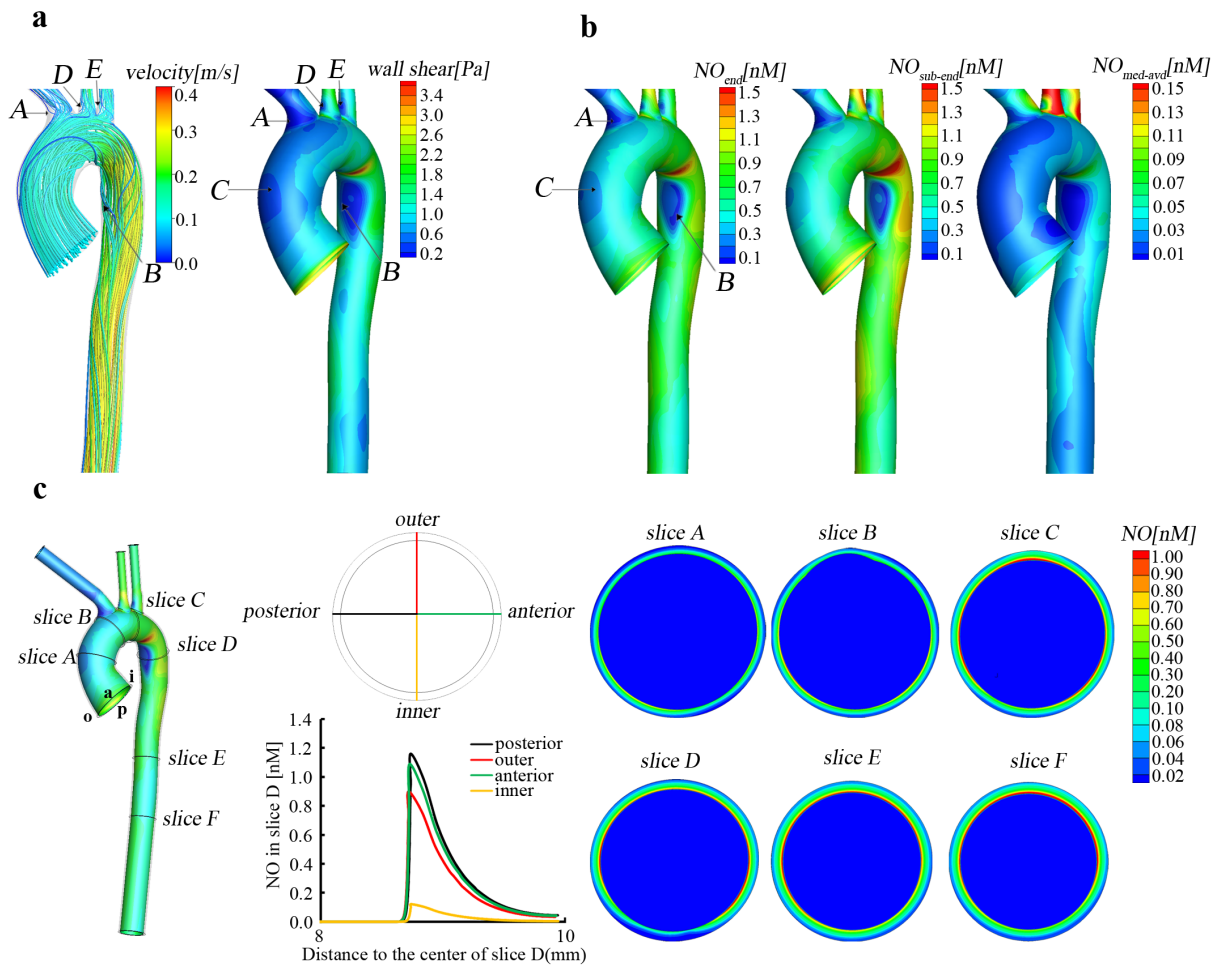 a
velocity[m/s]
0.4
0.3
0.2
0.1
0.0
A
D
E
B
wall shear[Pa]
3.4
3.0
2.6
2.2
1.8
1.4
1.0
0.6
0.2
A
D
E
C
B
b
NOend[nM]
1.5
1.3
1.1
0.9
0.7
0.5
0.3
0.1
A
C
B
NOsub-end[nM]
1.5
1.3
1.1
0.9
0.7
0.5
0.3
0.1
NOmed-avd[nM]
0.15
0.13
0.11
0.09
0.07
0.05
0.03
0.01
c
slice C
slice B
slice D
slice A
i
a
o
p
slice E
slice F
outer
posterior
anterior
inner
NO in slice D [nM]
1.4
1.2
1.0
0.8
0.6
0.4
0.2
0.0
posterior
outer
anterior
inner
8
10
Distance to the center of slice D(mm)
slice A
slice B
slice C
slice D
slice E
slice F
NO[nM]
1.00
0.90
0.80
0.70
0.60
0.50
0.40
0.30
0.20
0.10
0.08
0.06
0.04
0.02